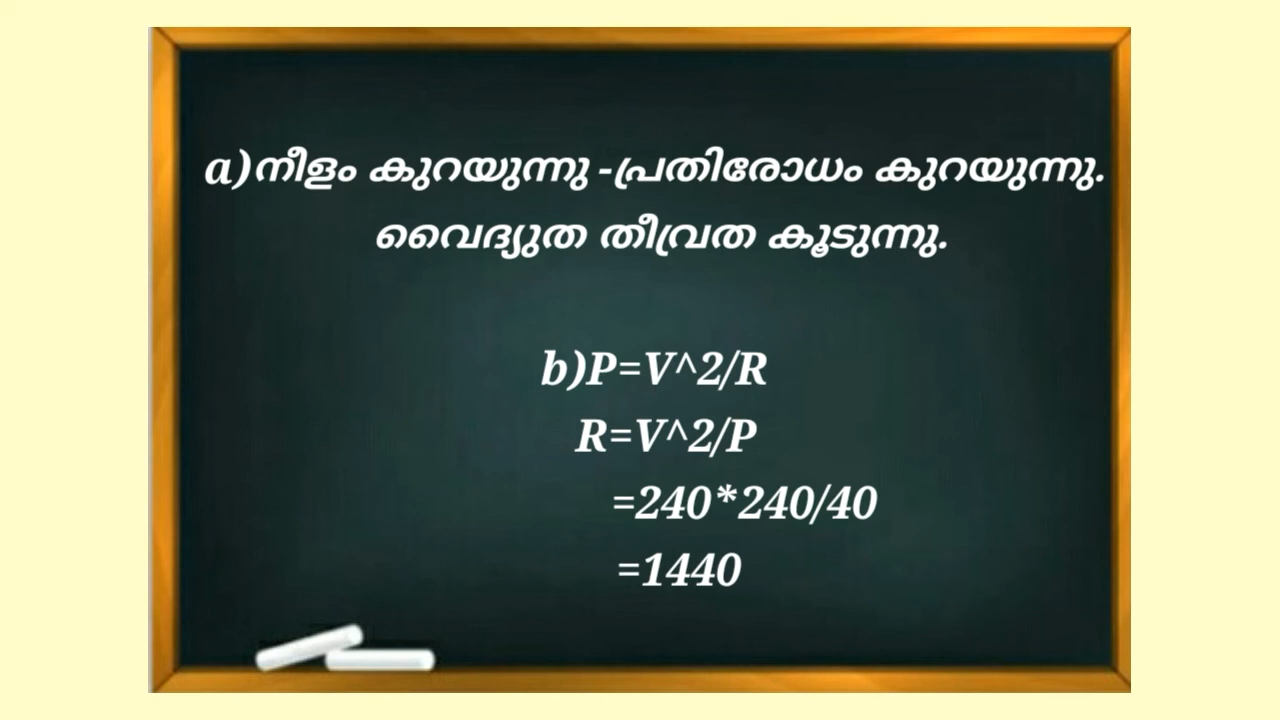 a)നീളം കുറയുന്നു -പ്രതിരോധം കുറയുന്നു.
വൈദ്യുത തീവ്രത കൂടുന്നു.
b)P=V^2/R
R=V^2/P
=240*240/40
=1440